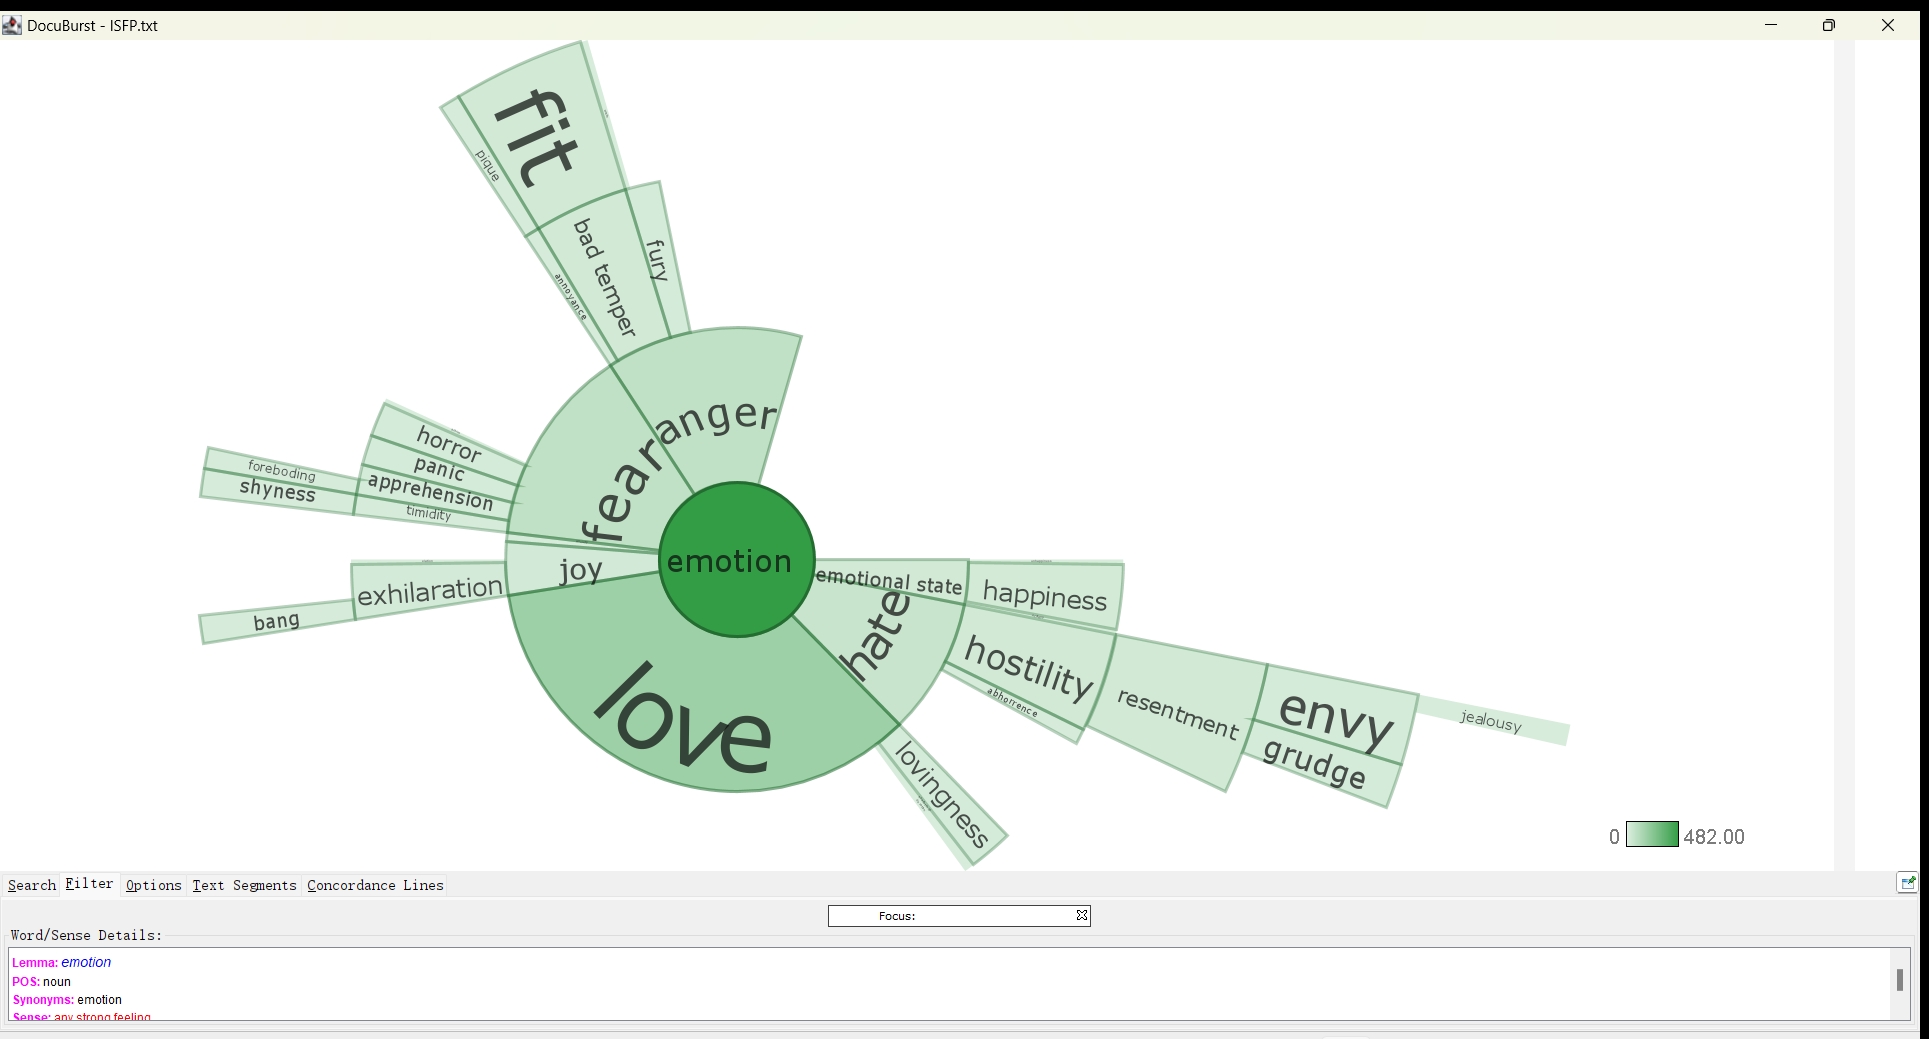 DocuBurst - ISFP.txt
fit
pique
bad temper
fury
annoyance
anger
fear
horror
panic
apprehension
foreboding
shyness
timidity
joy
emotion
exhilaration
bang
emotional state
happiness
hate
hostility
abhorrence
resentment
envy
grudge
jealousy
love
lovingness
0 482.00
Search Filter Options Text Segments Concordance Lines
Focus:
Word/Sense Details:
Lemma: emotion
POS: noun
Synonyms: emotion
Sense: any strong feeling